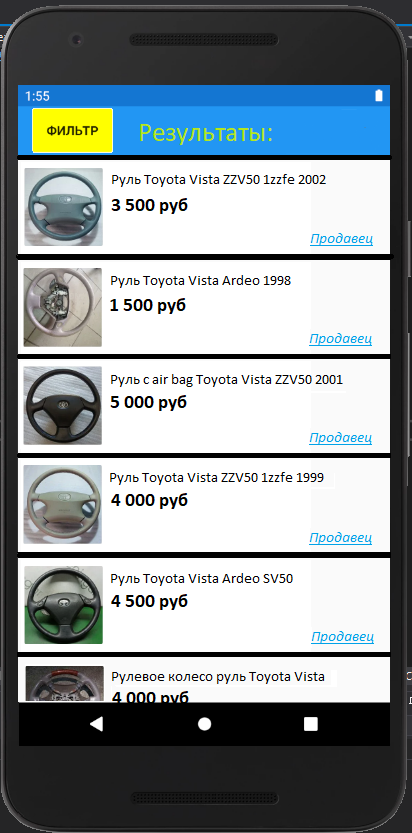 1:55
ФИЛЬТР
Результаты:
Руль Toyota Vista ZZV50 1zzfe 2002
3 500 руб
Продавец
Руль Toyota Vista Ardeo 1998
1 500 руб
Продавец
Руль с air bag Toyota Vista ZZV50 2001
5 000 руб
Продавец
Руль Toyota Vista ZZV50 1zzfe 1999
4 000 руб
Продавец
Руль Toyota Vista Ardeo SV50
4 500 руб
Продавец
Рулевое колесо руль Toyota Vista
4 000 руб